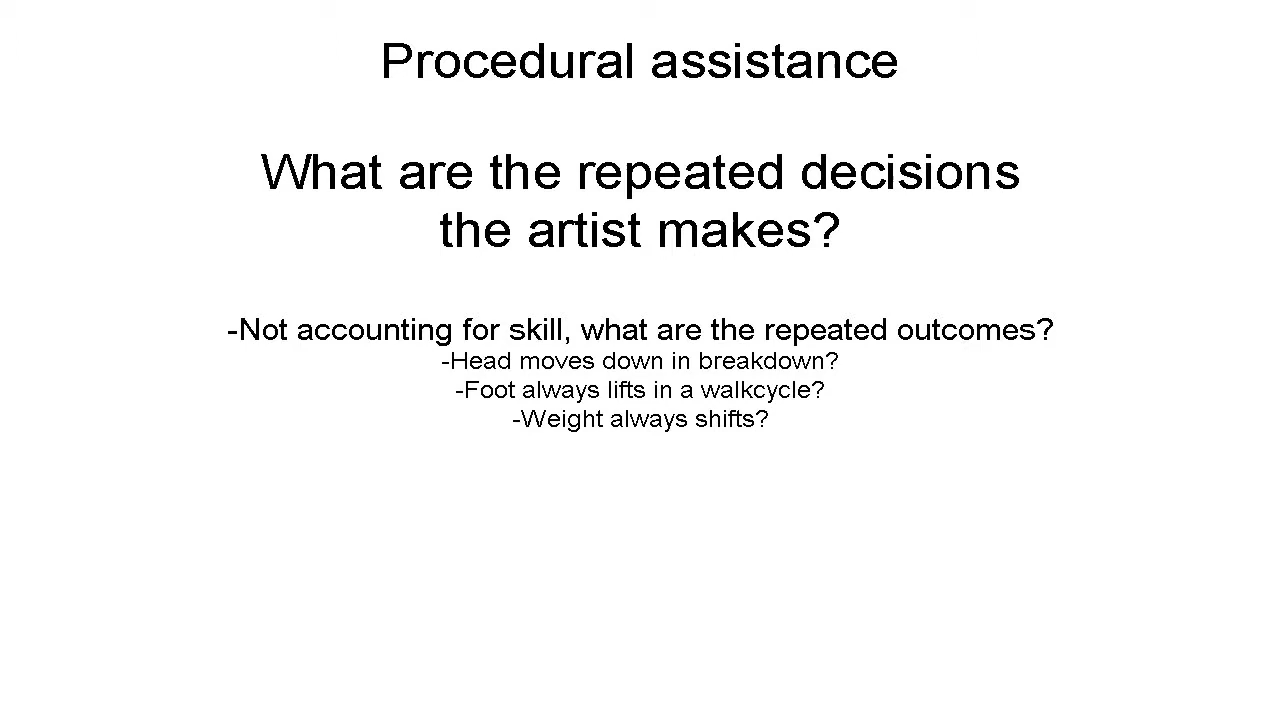 Procedural assistance
What are the repeated decisions
the artist makes?
-Not accounting for skill, what are the repeated outcomes?
-Head moves down in breakdown?
-Foot always lifts in a walkcycle?
-Weight always shifts?